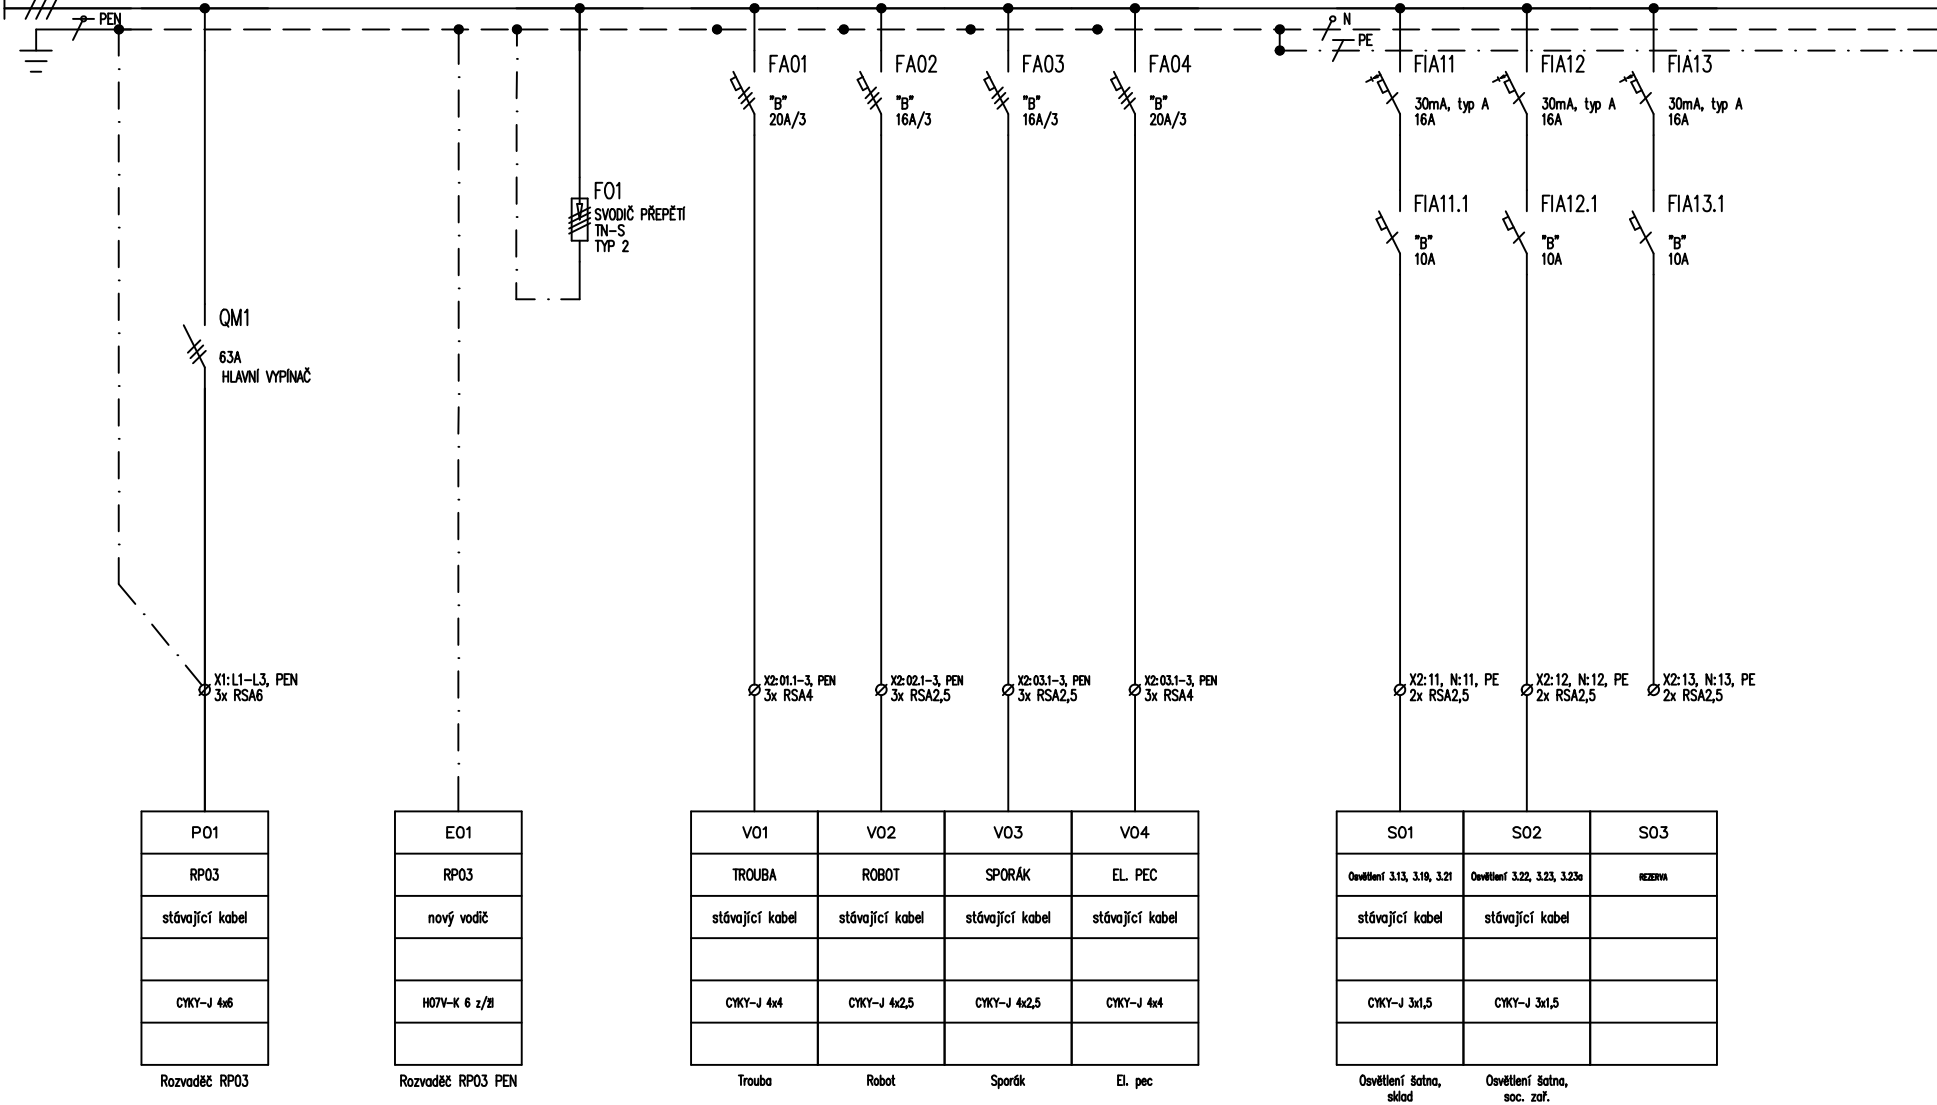 PEN
N
PE
FA01
"B"
20A/3
FA02
"B"
16A/3
FA03
"B"
16A/3
FA04
"B"
20A/3
FIA11
30mA, typ A
16A
FIA12
30mA, typ A
16A
FIA13
30mA, typ A
16A
FO1
SVODIČ PŘEPĚTÍ
TN-S
TYP 2
FIA11.1
"B"
10A
FIA12.1
"B"
10A
FIA13.1
"B"
10A
QM1
63A
HLAVNÍ VYPÍNAČ
X1:L1-L3, PEN
3x RSA6
X2:01.1-3, PEN
3x RSA4
X2:02.1-3, PEN
3x RSA2,5
X2:03.1-3, PEN
3x RSA2,5
X2:03.1-3, PEN
3x RSA4
X2:11, N:11, PE
2x RSA2,5
X2:12, N:12, PE
2x RSA2,5
X2:13, N:13, PE
2x RSA2,5
P01
RP03
stávající kabel
CYKY-J 4x6
Rozvaděč RP03
E01
RP03
nový vodič
H07V-K 6 z/žl
Rozvaděč RP03 PEN
V01
TROUBA
stávající kabel
CYKY-J 4x4
Trouba
V02
ROBOT
stávající kabel
CYKY-J 4x2,5
Robot
V03
SPORÁK
stávající kabel
CYKY-J 4x2,5
Sporák
V04
EL. PEC
stávající kabel
CYKY-J 4x4
El. pec
S01
Osvětlení 3.13, 3.19, 3.21
stávající kabel
CYKY-J 3x1,5
Osvětlení šatna,
sklad
S02
Osvětlení 3.22, 3.23, 3.23a
stávající kabel
CYKY-J 3x1,5
Osvětlení šatna,
soc. zař.
S03
REZERVA